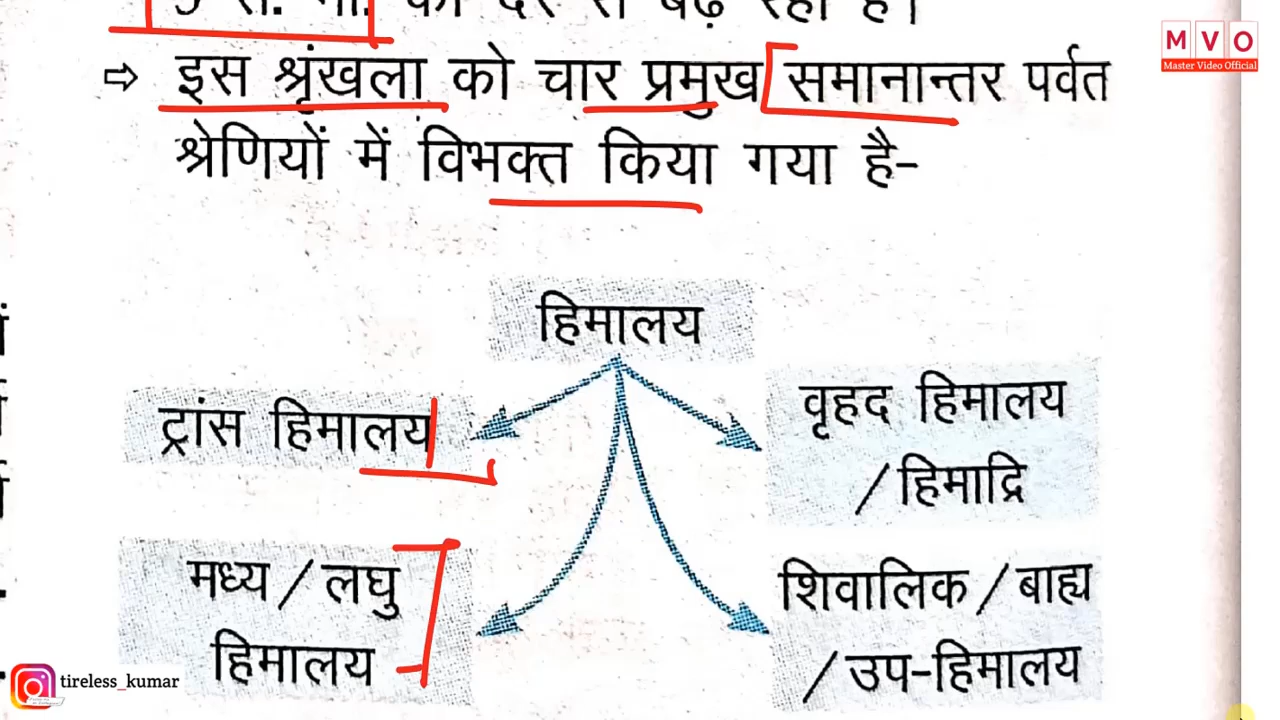 M V O
Master Video Official
⇨ इस श्रृंखला को चार प्रमुख समानान्तर पर्वत
श्रेणियों में विभक्त किया गया है-
हिमालय
ट्रांस हिमालय
वृहद हिमालय
/हिमाद्रि
मध्य/लघु
हिमालय
शिवालिक/बाह्य
/उप-हिमालय
tireless_kumar